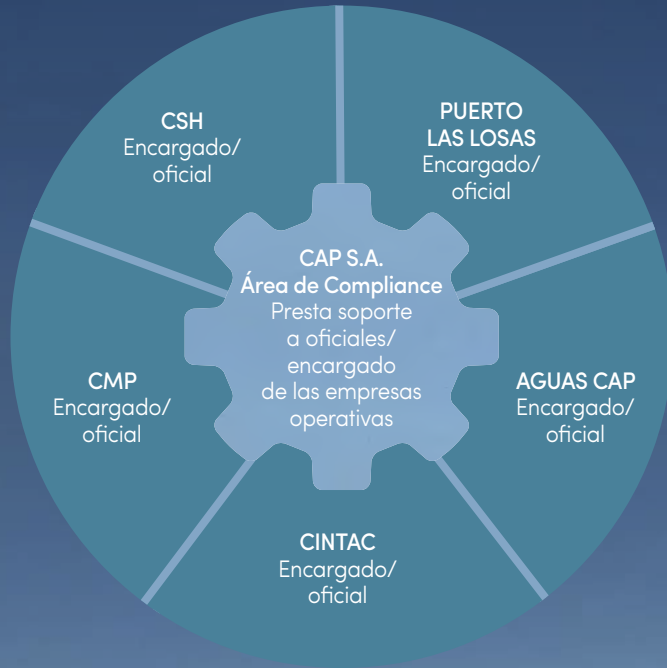 CSH
Encargado/
oficial
PUERTO
LAS LOSAS
Encargado/
oficial
CAP S.A.
Área de Compliance
Presta soporte
a oficiales/
encargado
de las empresas
operativas
CMP
Encargado/
oficial
AGUAS CAP
Encargado/
oficial
CINTAC
Encargado/
oficial